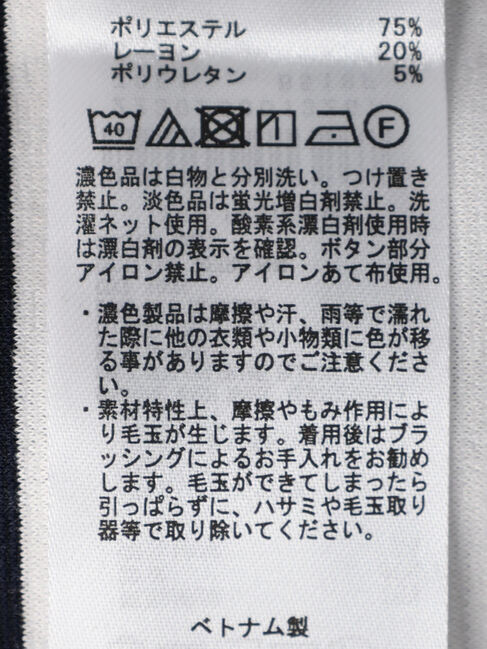 ポリエステル 75%
レーヨン 20%
ポリウレタン 5%
40 F
濃色品は白物と分別洗い。つけ置き
禁止。淡色品は蛍光増白剤禁止。洗
濯ネット使用。酸素系漂白剤使用時
は漂白剤の表示を確認。ボタン部分
アイロン禁止。アイロンあて布使用。
・濃色製品は摩擦や汗、雨等で濡れ
た際に他の衣類や小物類に色が移
る事がありますのでご注意くださ
い。
・素材特性上、摩擦やもみ作用によ
り毛玉が生じます。着用後はブラ
ッシングによるお手入れをお勧め
します。毛玉ができてしまったら
引っぱらずに、ハサミや毛玉取り
器等で取り除いてください。
ベトナム製